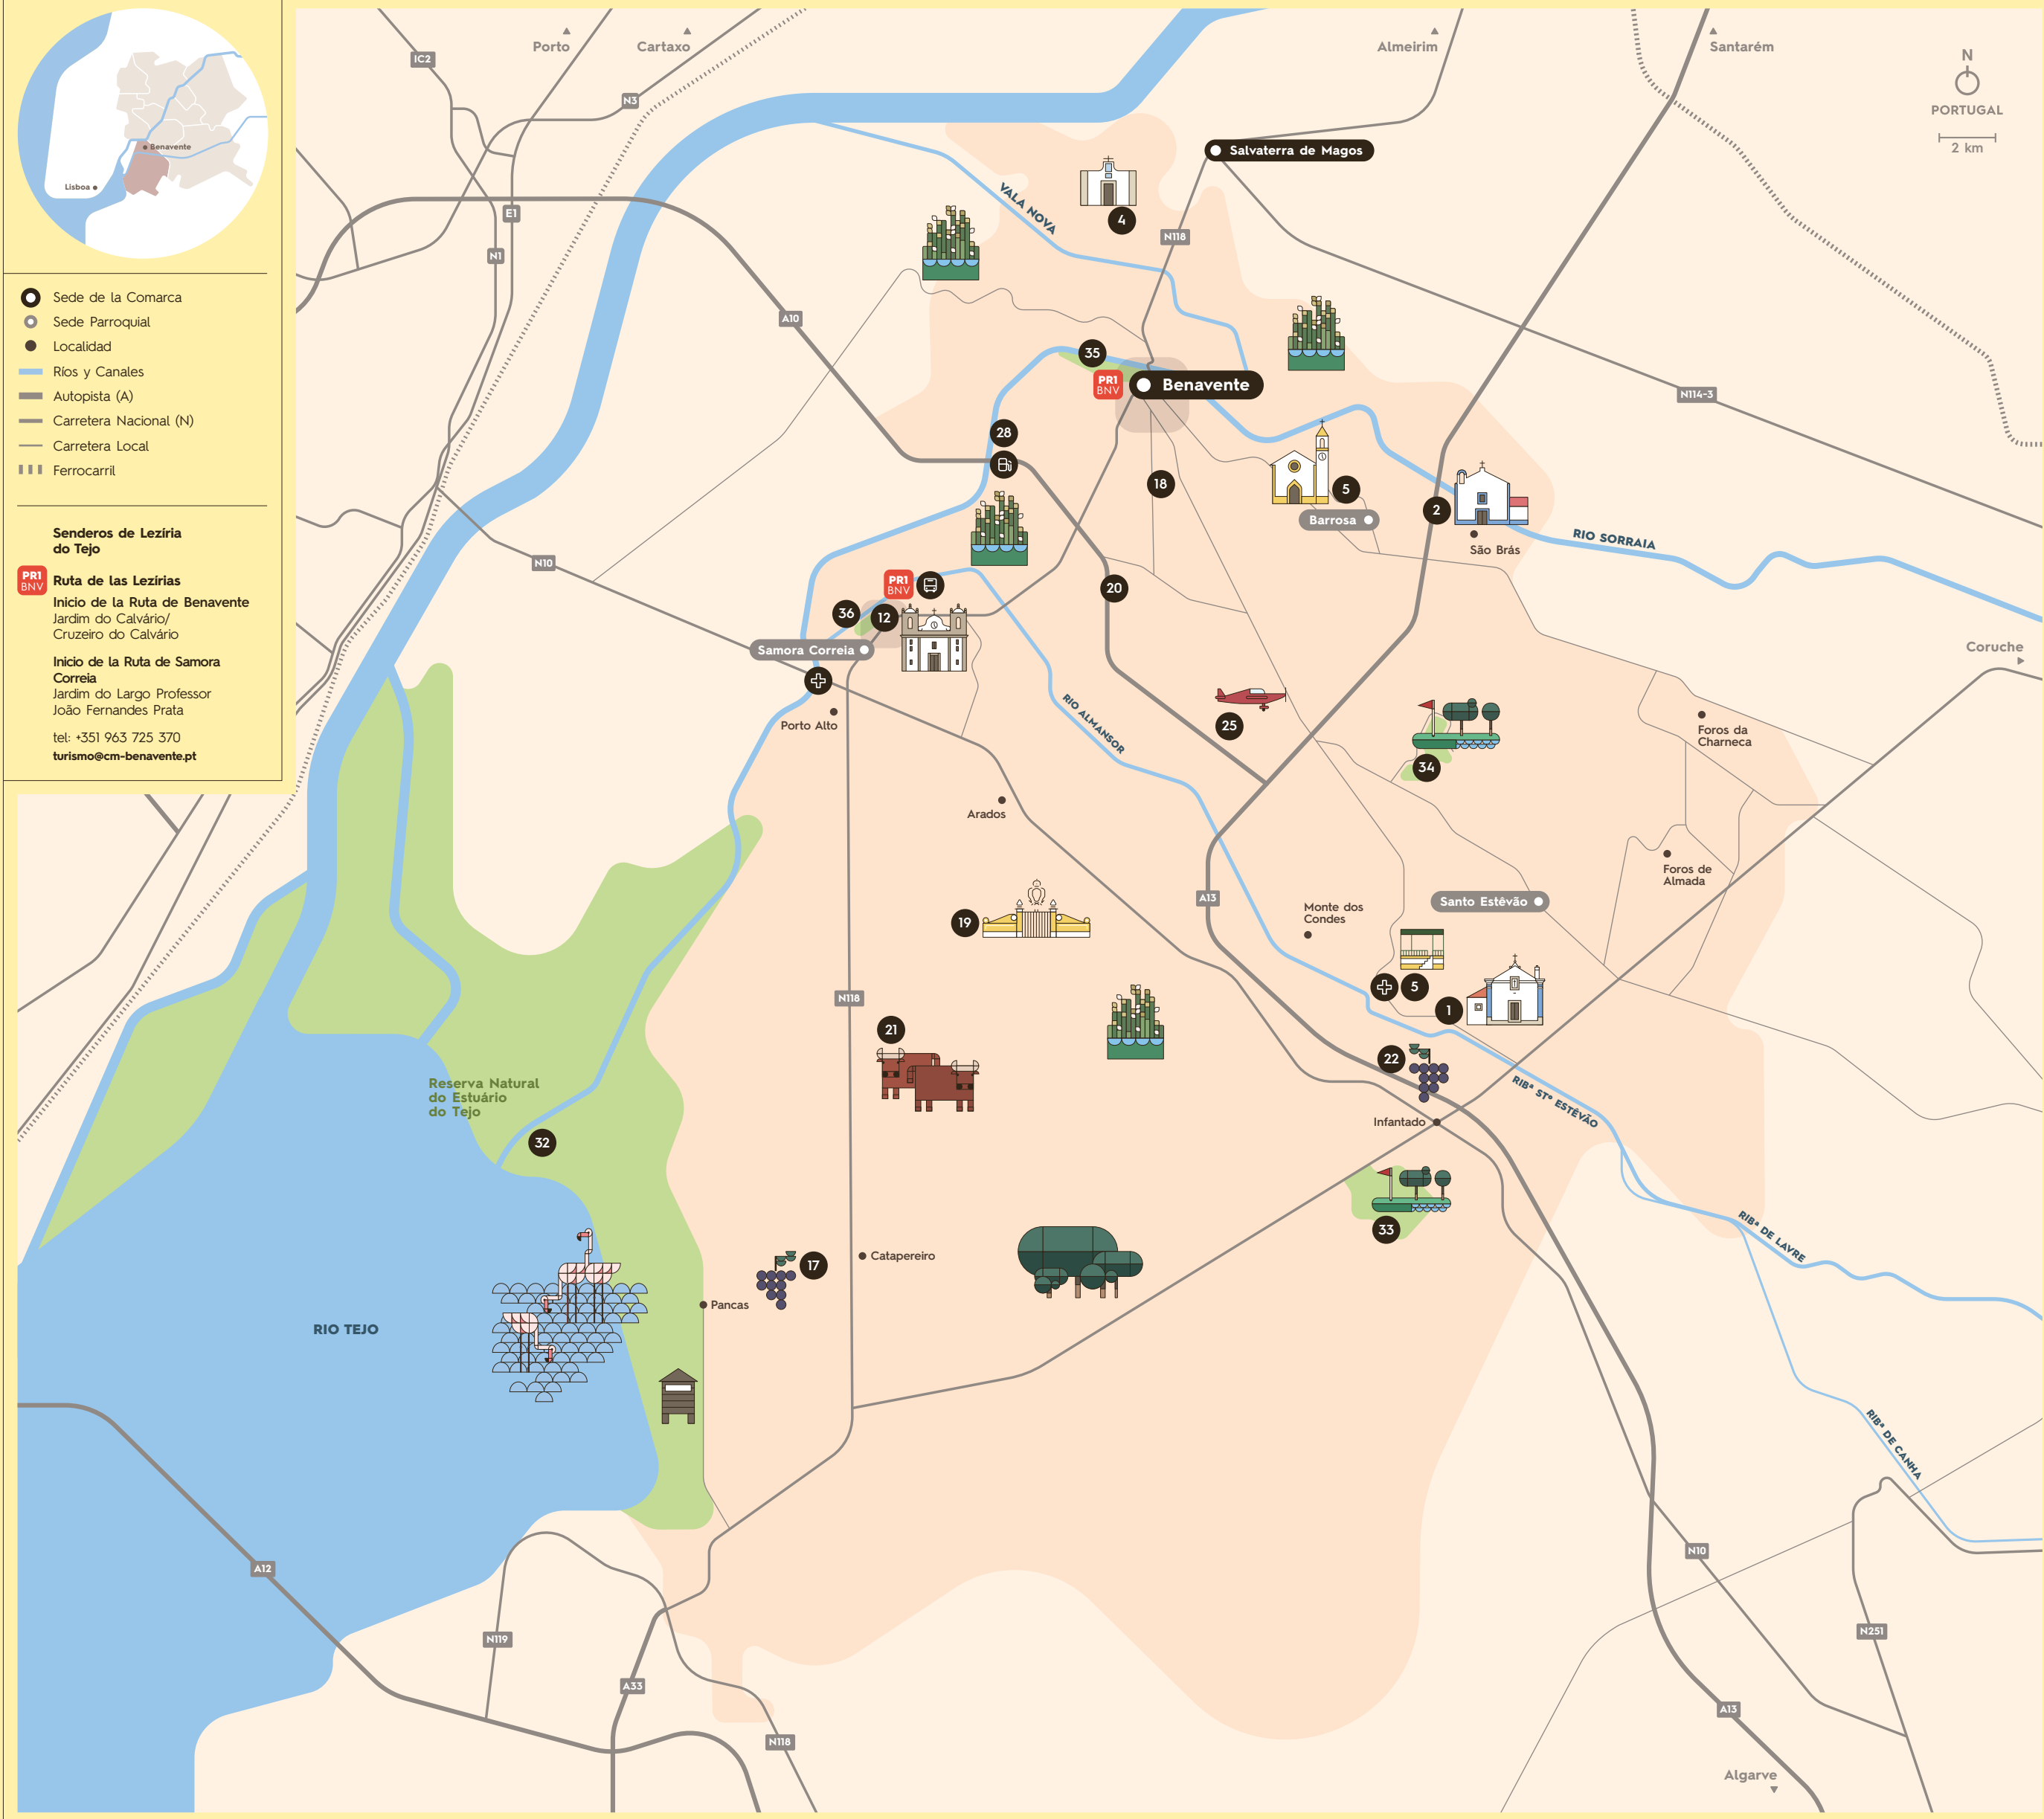 Benavente
Lisboa
Sede de la Comarca
Sede Parroquial
Localidad
Ríos y Canales
Autopista (A)
Carretera Nacional (N)
Carretera Local
Ferrocarril
Senderos de Lezíria
do Tejo
PR1
BNV
Ruta de las Lezírias
Inicio de la Ruta de Benavente
Jardim do Calvário/
Cruzeiro do Calvário
Inicio de la Ruta de Samora
Correia
Jardim do Largo Professor
João Fernandes Prata
tel: +351 963 725 370
turismo@cm-benavente.pt
Porto
Cartaxo
Almeirim
Santarém
N
PORTUGAL
2 km
IC2
N3
E1
N1
A10
Salvaterra de Magos
VALA NOVA
4
N118
N114-3
35
PR1
BNV
Benavente
28
18
5
Barrosa
2
São Brás
RIO SORRAIA
N10
PR1
BNV
36
12
20
Samora Correia
Porto Alto
RIO ALMANSOR
25
34
Foros da
Charneca
Coruche
Arados
Foros de
Almada
A13
Santo Estêvão
Monte dos
Condes
19
5
1
N118
21
22
RIBª STº ESTÊVÃO
Infantado
Reserva Natural
do Estuário
do Tejo
32
33
RIBª DE LAVRE
17
Catapereiro
Pancas
RIO TEJO
RIBª DE CANHA
A12
N10
N119
N251
A33
A13
N118
Algarve